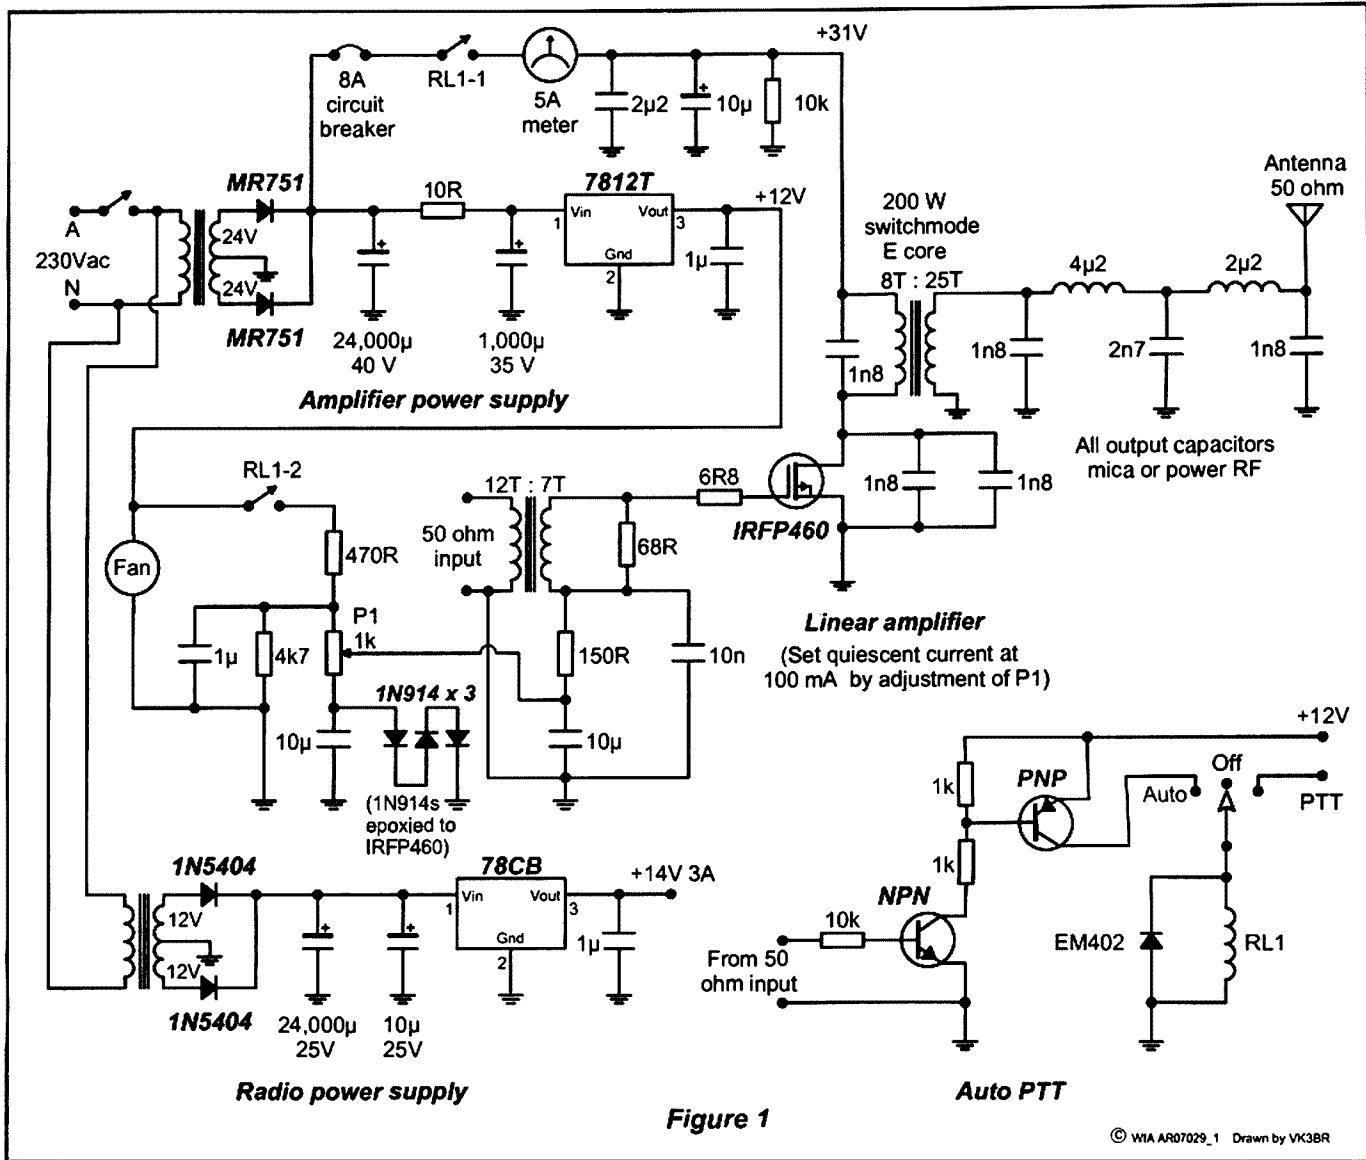 +31V
8A
circuit
breaker
RL1-1
5A
meter
2µ2
10µ
10k
Antenna
50 ohm
MR751
10R
7812T
+12V
200 W
switchmode
E core
A
230Vac
N
24V
24V
Vin
Vout
1
3
Gnd
2
1µ
8T : 25T
4µ2
2µ2
MR751
24,000µ
40 V
1,000µ
35 V
1n8
1n8
2n7
1n8
Amplifier power supply
All output capacitors
mica or power RF
RL1-2
12T : 7T
6R8
1n8
1n8
IRFP460
50 ohm
input
470R
68R
Fan
P1
1k
Linear amplifier
(Set quiescent current at
100 mA by adjustment of P1)
1µ
4k7
150R
10n
1N914 x 3
10µ
10µ
(1N914s
epoxied to
IRFP460)
+12V
1k
PNP
Off
Auto
PTT
1k
1N5404
78CB
+14V 3A
12V
12V
Vin
Vout
1
3
Gnd
2
1µ
NPN
10k
EM402
RL1
From 50
ohm input
1N5404
24,000µ
25V
10µ
25V
Radio power supply
Auto PTT
Figure 1
© WIA AR07029_1 Drawn by VK3BR